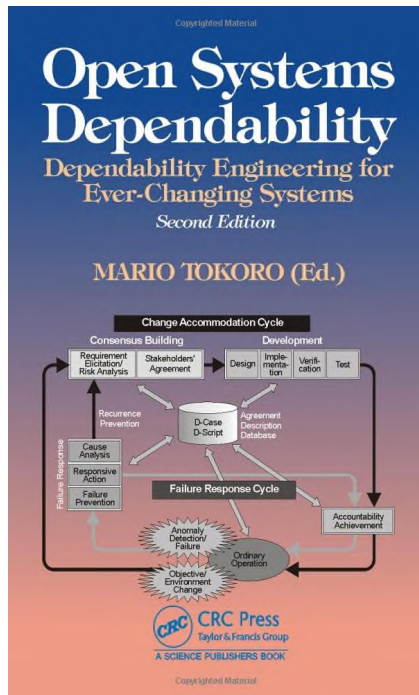 Copyrighted Material
Open Systems
Dependability
Dependability Engineering for
Ever-Changing Systems
Second Edition
MARIO TOKORO (Ed.)
Change Accommodation Cycle
Consensus Building
Development
Requirement
Elicitation/
Risk Analysis
Stakeholders'
Agreement
Design
Imple-
menta-
tion
Verifi-
cation
Test
Recurrence
Prevention
D-Case
D-Script
Agreement
Description
Database
Failure Response
Cause
Analysis
Responsive
Action
Failure
Prevention
Failure Response Cycle
Accountability
Achievement
Anomaly
Detection/
Failure
Ordinary
Operation
Objective/
Environment
Change
CRC
CRC Press
Taylor & Francis Group
A SCIENCE PUBLISHERS BOOK
Copyrighted Material